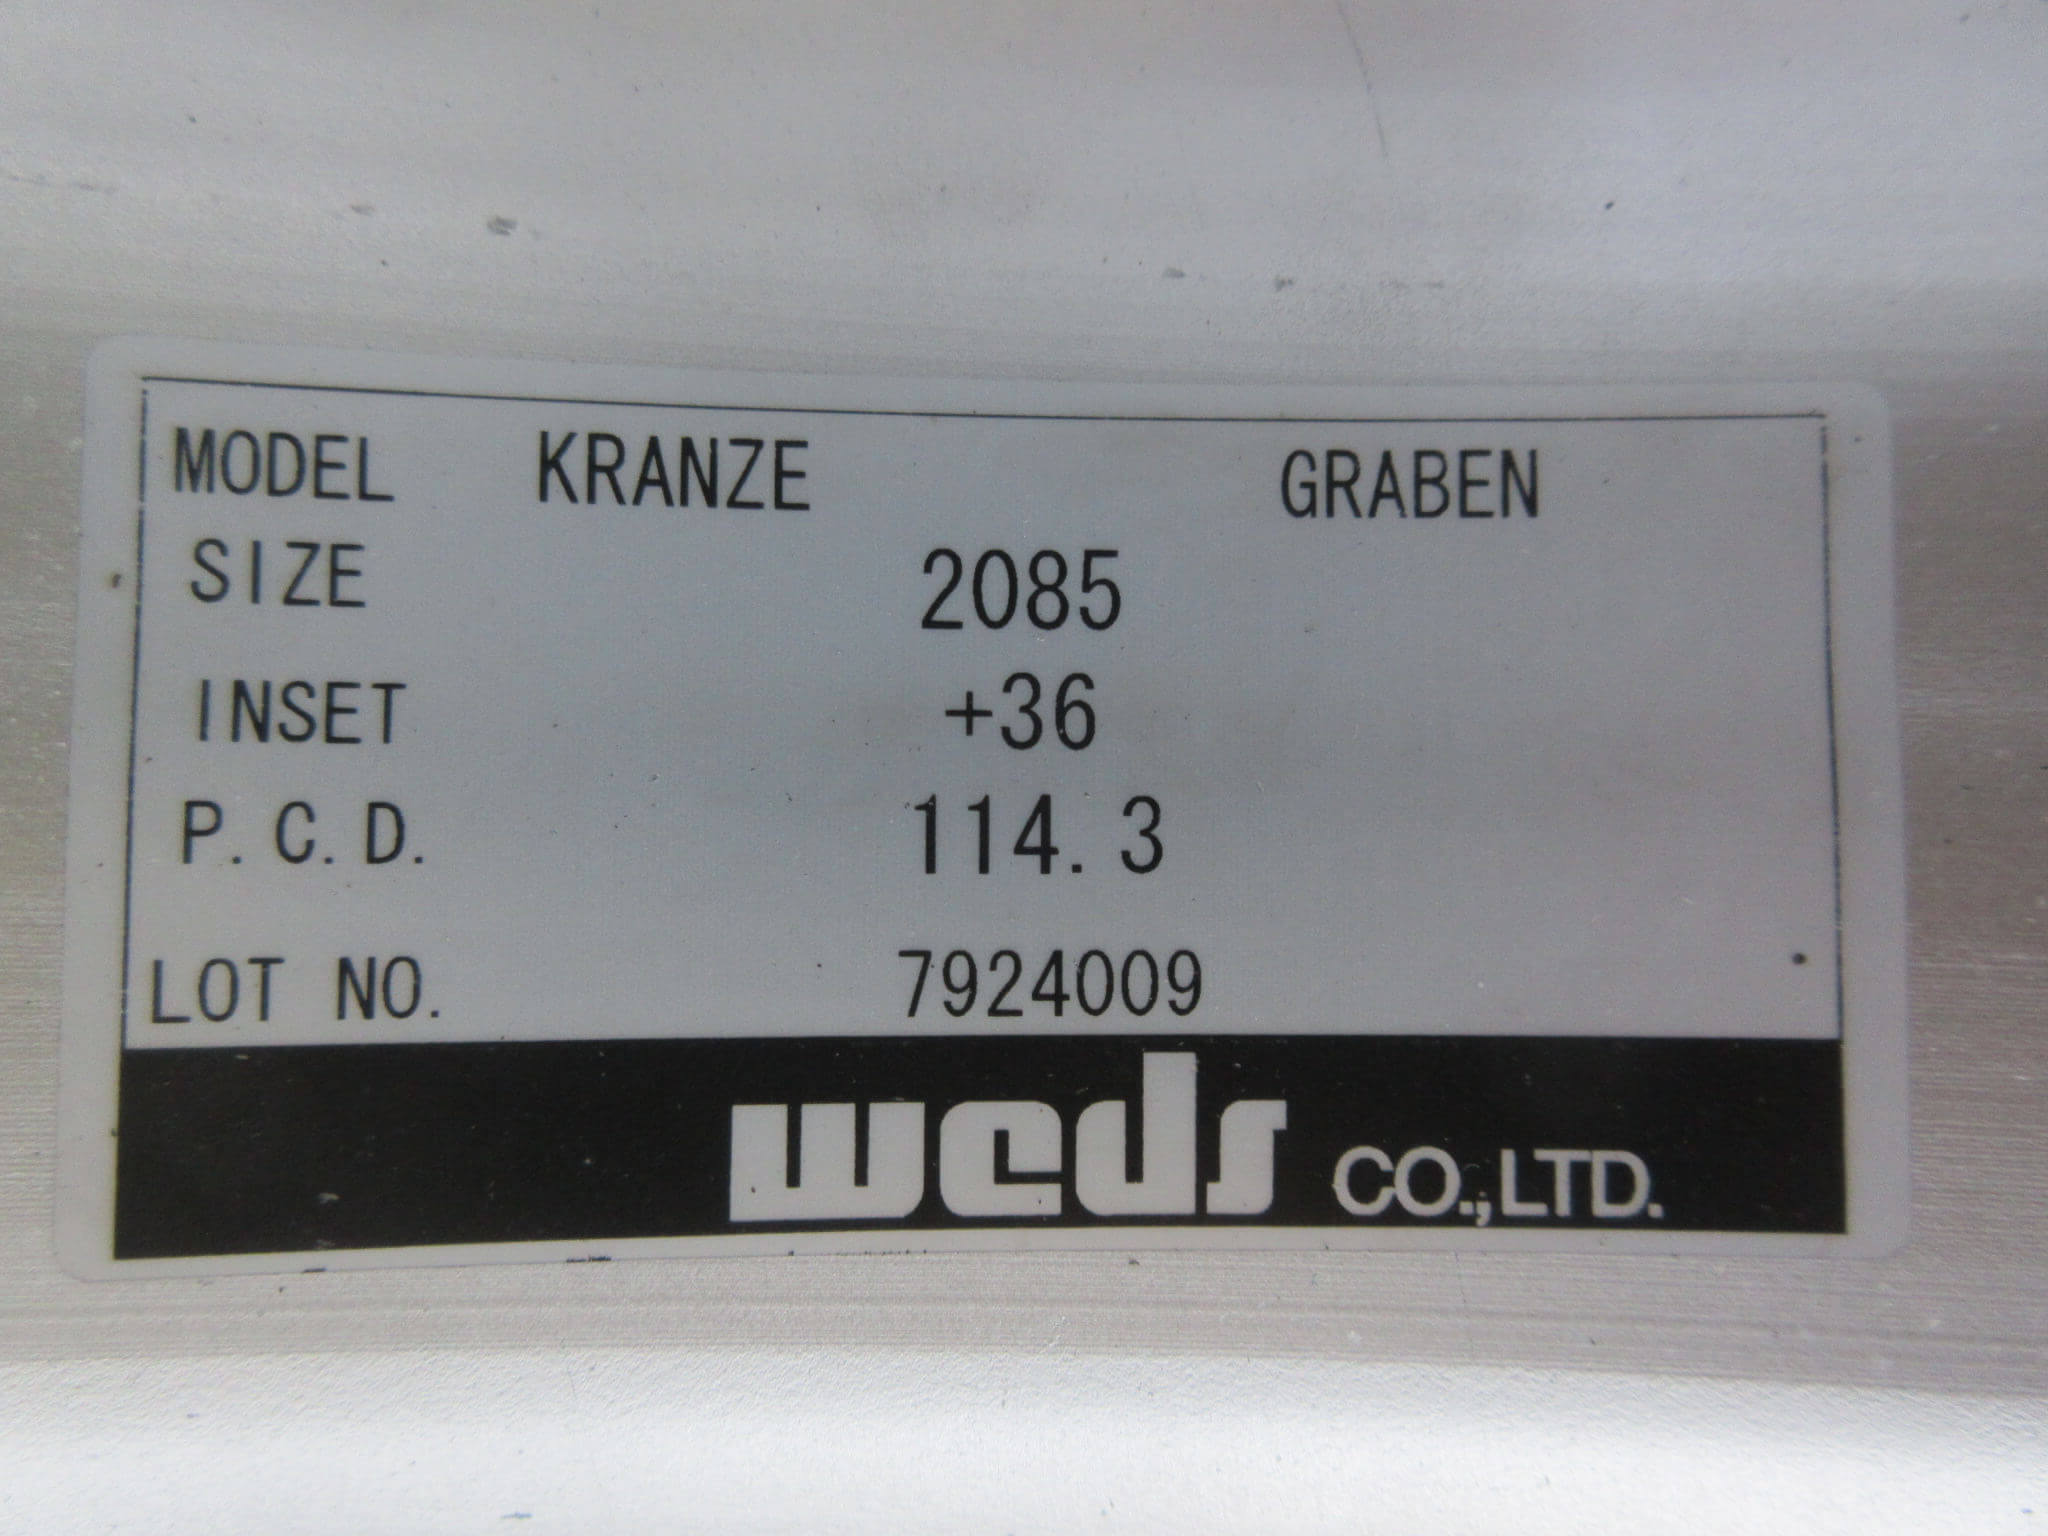 MODEL KRANZE GRABEN
SIZE 2085
INSET +36
P.C.D. 114.3
LOT NO. 7924009
weds CO.,LTD.